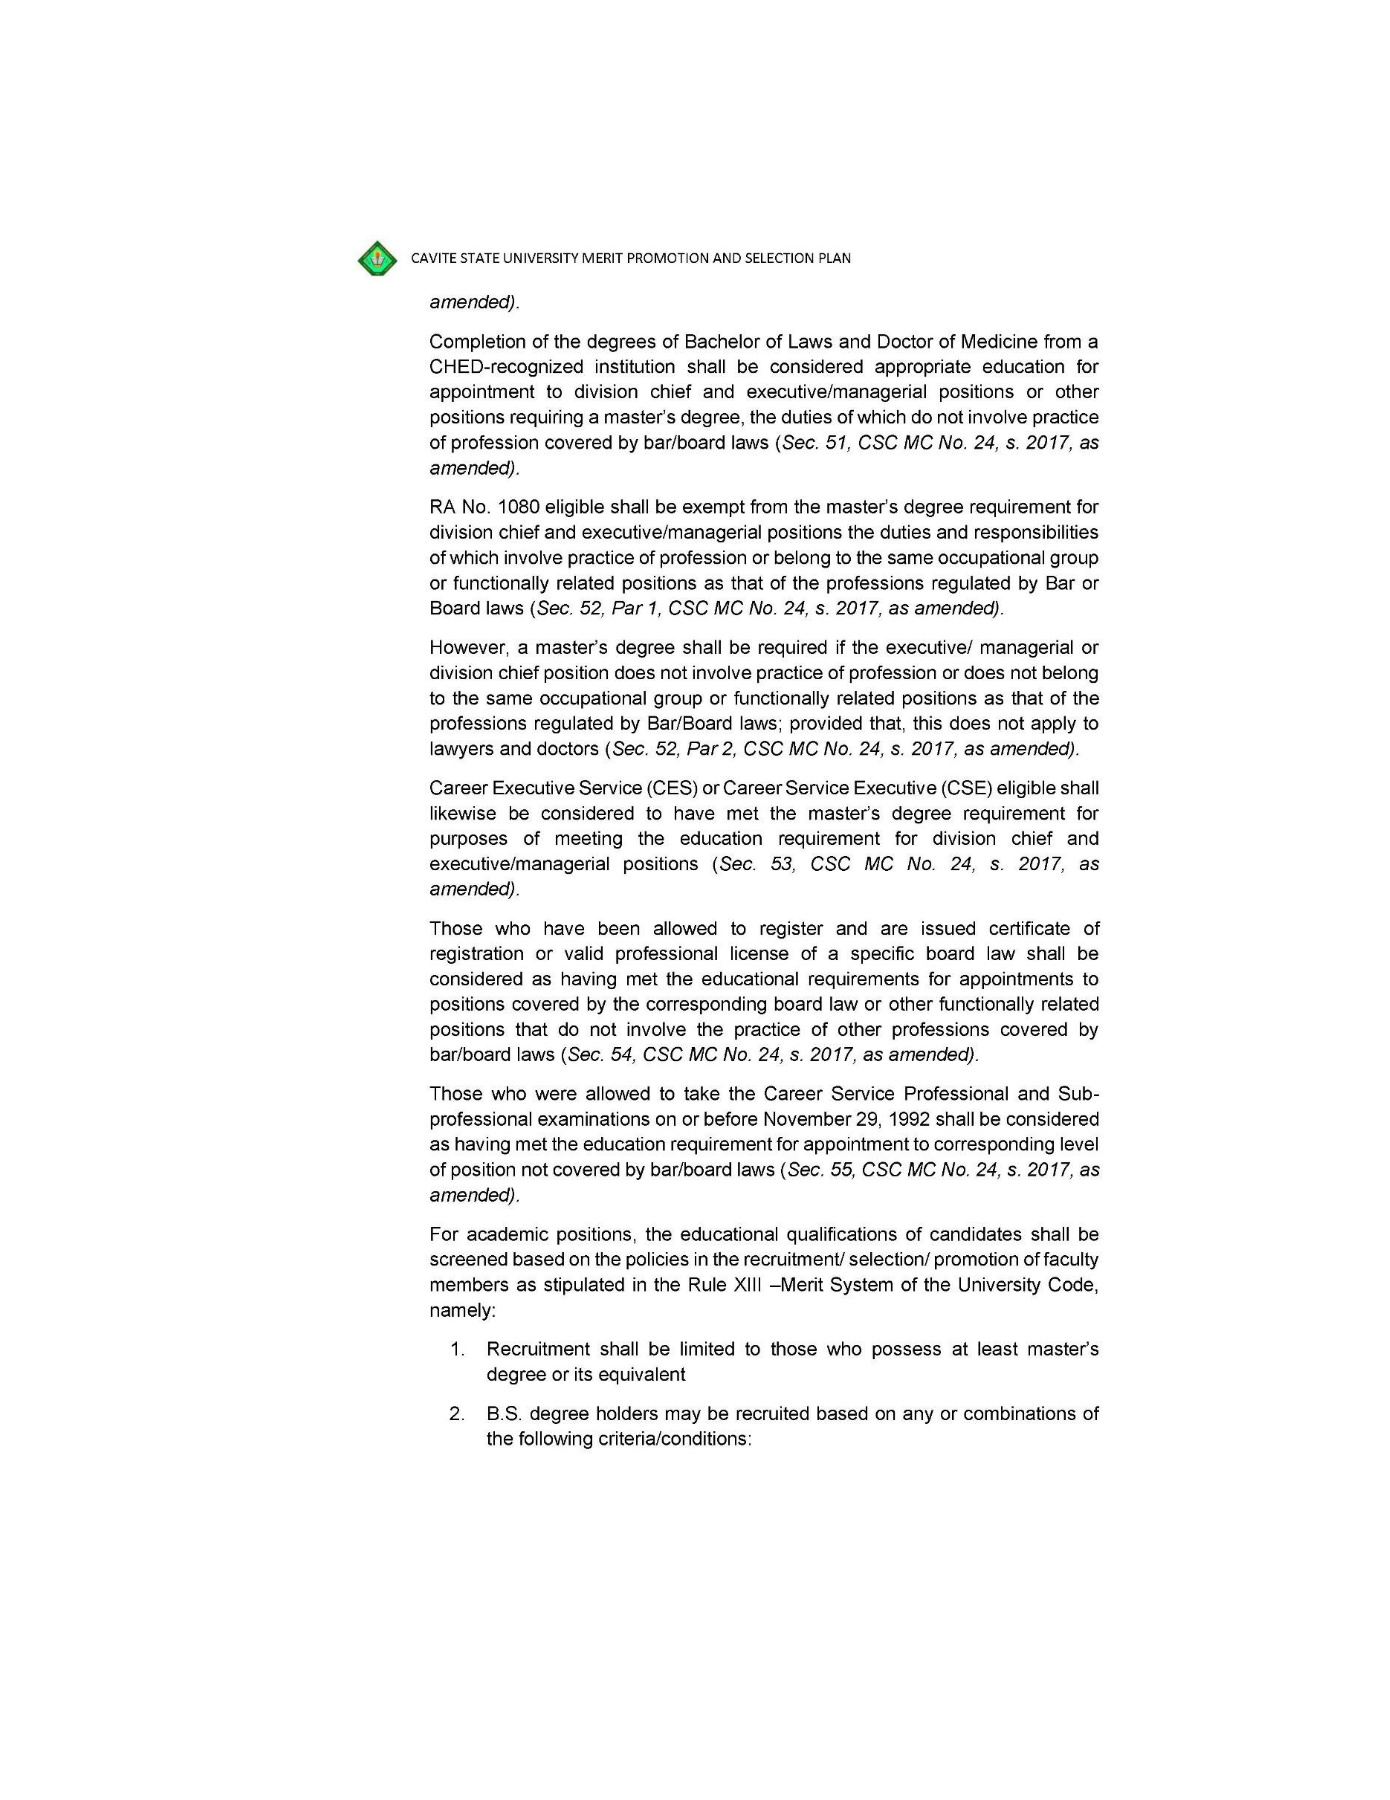 CAVITE STATE UNIVERSITY MERIT PROMOTION AND SELECTION PLAN
amended).
Completion of the degrees of Bachelor of Laws and Doctor of Medicine from a
CHED-recognized institution shall be considered appropriate education for
appointment to division chief and executive/managerial positions or other
positions requiring a master's degree, the duties of which do not involve practice
of profession covered by bar/board laws (Sec. 51, CSC MC No. 24, s. 2017, as
amended).
RA No. 1080 eligible shall be exempt from the master's degree requirement for
division chief and executive/managerial positions the duties and responsibilities
of which involve practice of profession or belong to the same occupational group
or functionally related positions as that of the professions regulated by Bar or
Board laws (Sec. 52, Par 1, CSC MC No. 24, s. 2017, as amended).
However, a master's degree shall be required if the executive/ managerial or
division chief position does not involve practice of profession or does not belong
to the same occupational group or functionally related positions as that of the
professions regulated by Bar/Board laws; provided that, this does not apply to
lawyers and doctors (Sec. 52, Par 2, CSC MC No. 24, s. 2017, as amended).
Career Executive Service (CES) or Career Service Executive (CSE) eligible shall
likewise be considered to have met the master's degree requirement for
purposes of meeting the education requirement for division chief and
executive/managerial positions (Sec. 53, CSC MC No. 24, s. 2017, as
amended).
Those who have been allowed to register and are issued certificate of
registration or valid professional license of a specific board law shall be
considered as having met the educational requirements for appointments to
positions covered by the corresponding board law or other functionally related
positions that do not involve the practice of other professions covered by
bar/board laws (Sec. 54, CSC MC No. 24, s. 2017, as amended).
Those who were allowed to take the Career Service Professional and Sub-
professional examinations on or before November 29, 1992 shall be considered
as having met the education requirement for appointment to corresponding level
of position not covered by bar/board laws (Sec. 55, CSC MC No. 24, s. 2017, as
amended).
For academic positions, the educational qualifications of candidates shall be
screened based on the policies in the recruitment/ selection/ promotion of faculty
members as stipulated in the Rule XIII –Merit System of the University Code,
namely:
1. Recruitment shall be limited to those who possess at least master's
degree or its equivalent
2. B.S. degree holders may be recruited based on any or combinations of
the following criteria/conditions: